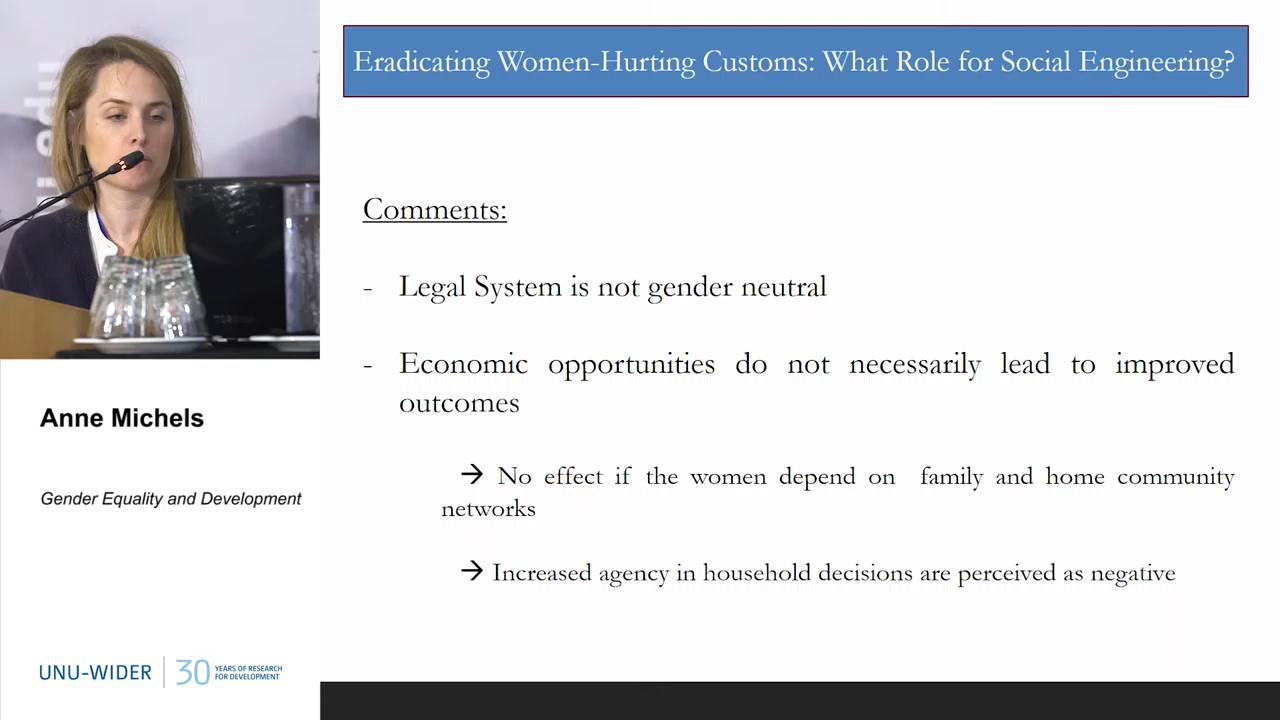 Eradicating Women-Hurting Customs: What Role for Social Engineering?
Comments:
- Legal System is not gender neutral
- Economic opportunities do not necessarily lead to improved
outcomes
→ No effect if the women depend on family and home community
networks
→ Increased agency in household decisions are perceived as negative
Anne Michels
Gender Equality and Development
UNU-WIDER
30 YEARS OF RESEARCH
FOR DEVELOPMENT